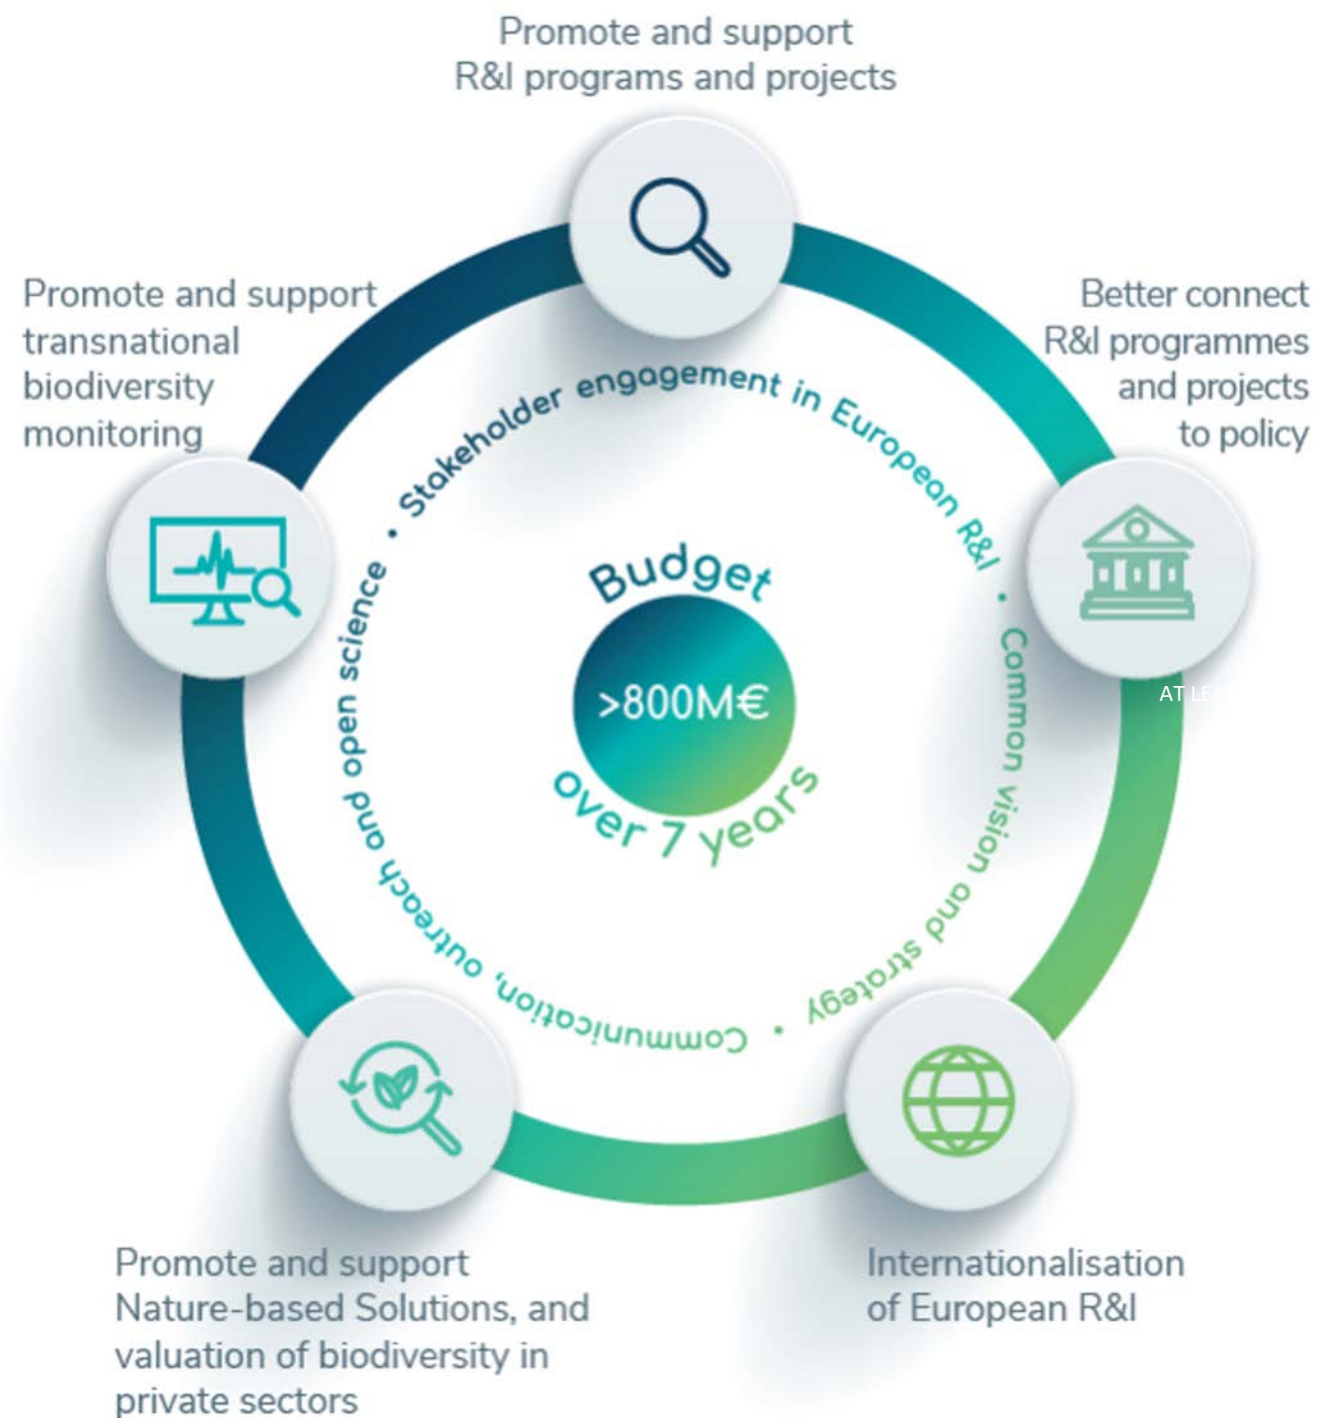 Promote and support
R&I programs and projects
Promote and support
transnational
biodiversity
monitoring
Better connect
R&I programmes
and projects
to policy
• Stakeholder engagement in European R&I
• Common vision and strategy
• Communication, outreach and open science
Budget
>800M€
over 7 years
AT LEA
Promote and support
Nature-based Solutions, and
valuation of biodiversity in
private sectors
Internationalisation
of European R&I